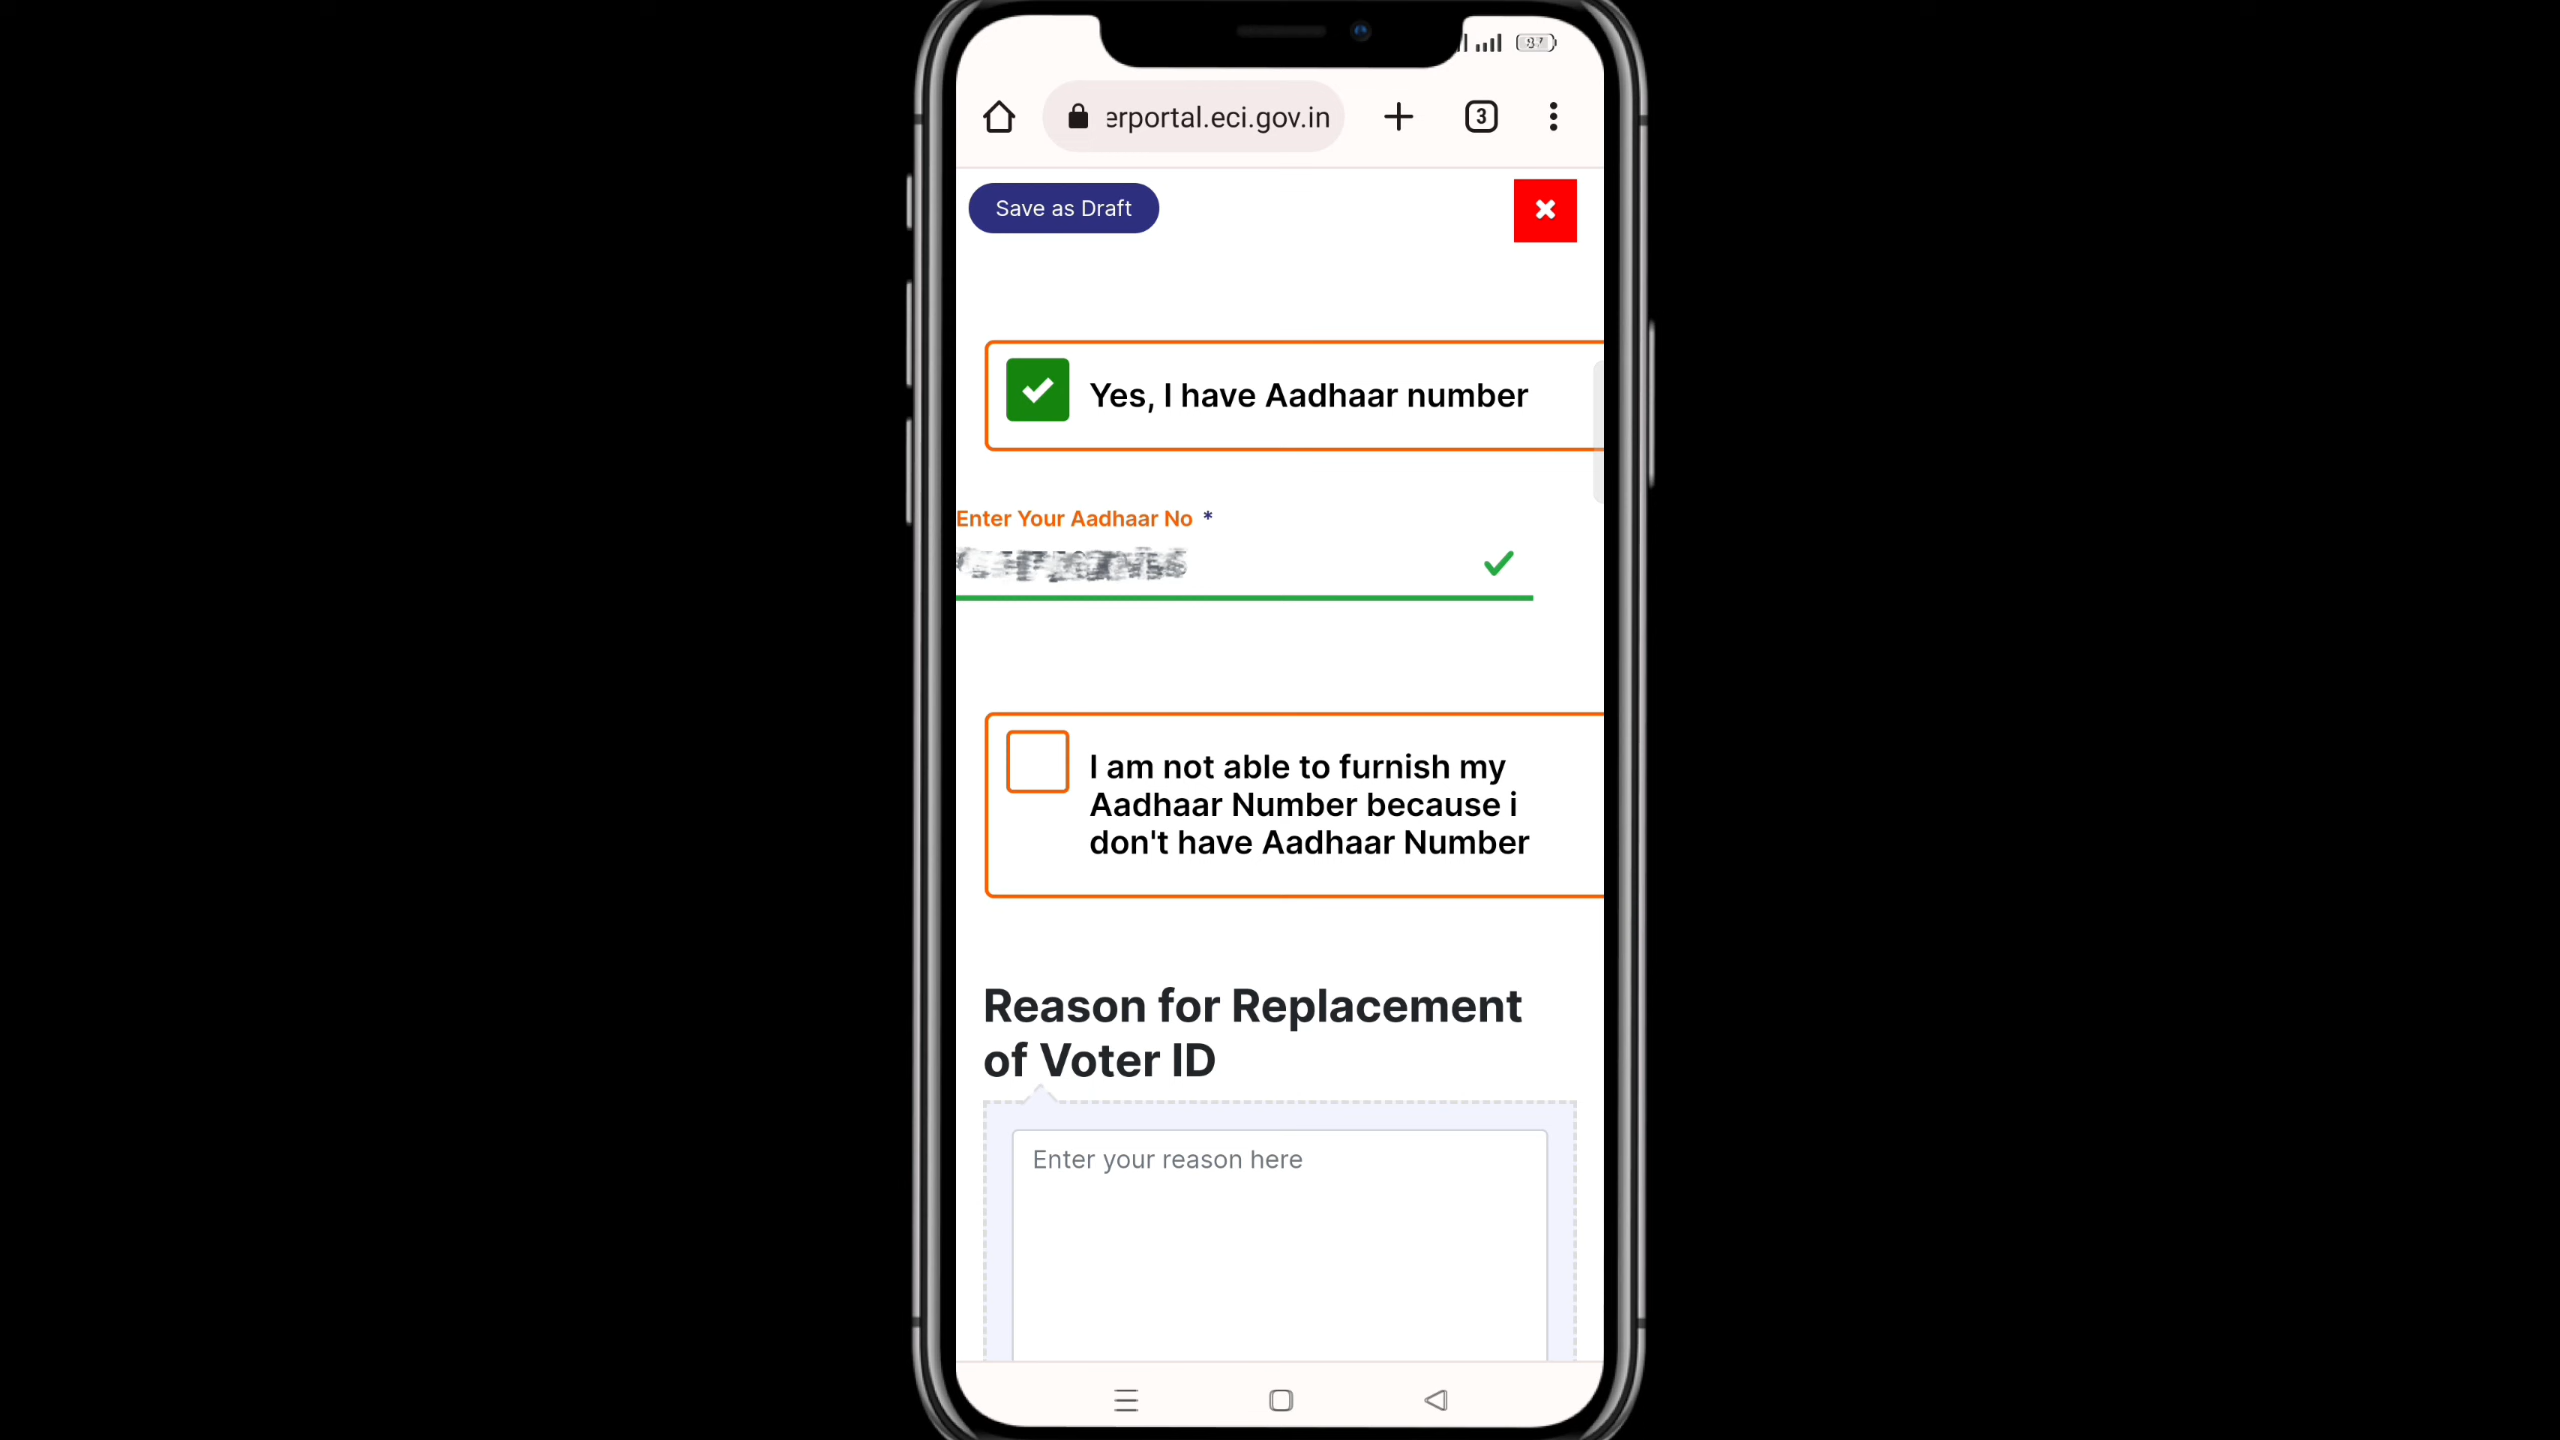 87
erportal.eci.gov.in
3
Save as Draft
Yes, I have Aadhaar number
Enter Your Aadhaar No *
I am not able to furnish my
Aadhaar Number because i
don't have Aadhaar Number
Reason for Replacement
of Voter ID
Enter your reason here